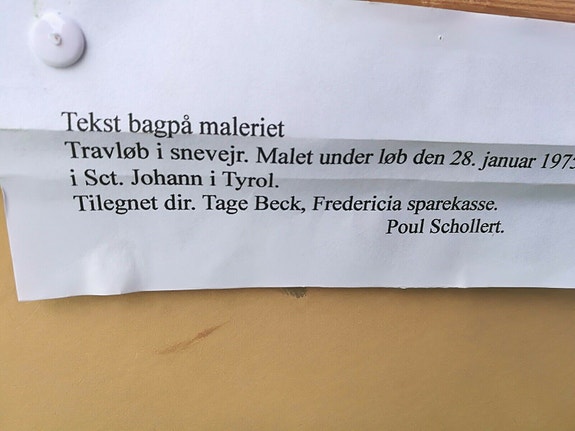 Tekst bagpå maleriet
Travløb i snevejr. Malet under løb den 28. januar 1973
i Sct. Johann i Tyrol.
Tilegnet dir. Tage Beck, Fredericia sparekasse.
Poul Schollert.